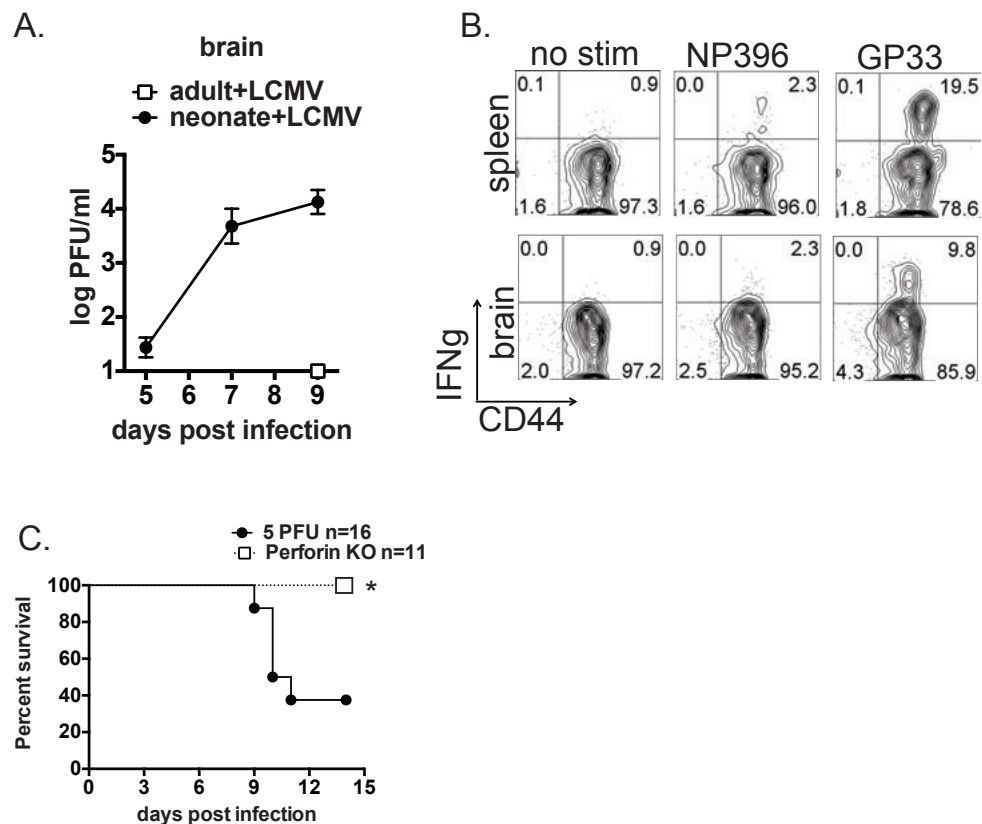 A.
brain
adult+LCMV
neonate+LCMV
5
4
3
2
1
log PFU/ml
5 6 7 8 9
days post infection
B.
no stim NP396 GP33
spleen
0.1 0.9 0.0 2.3 0.1 19.5
1.6 97.3 1.6 96.0 1.8 78.6
brain
0.0 0.9 0.0 2.3 0.0 9.8
2.0 97.2 2.5 95.2 4.3 85.9
IFNg
CD44
C.
5 PFU n=16
Perforin KO n=11
*
100
80
60
40
20
0
Percent survival
0 3 6 9 12 15
days post infection